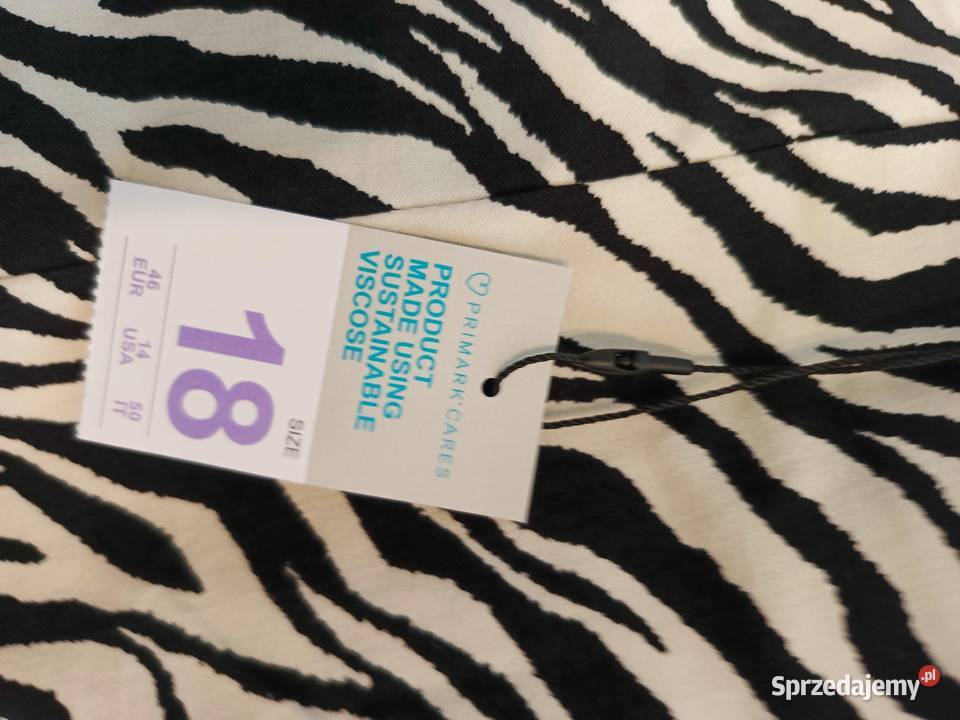 PRIMARK CARES
PRODUCT
MADE USING
SUSTAINABLE
VISCOSE
SIZE
18
46 14 50
EUR USA IT
Sprzedajemy.pl